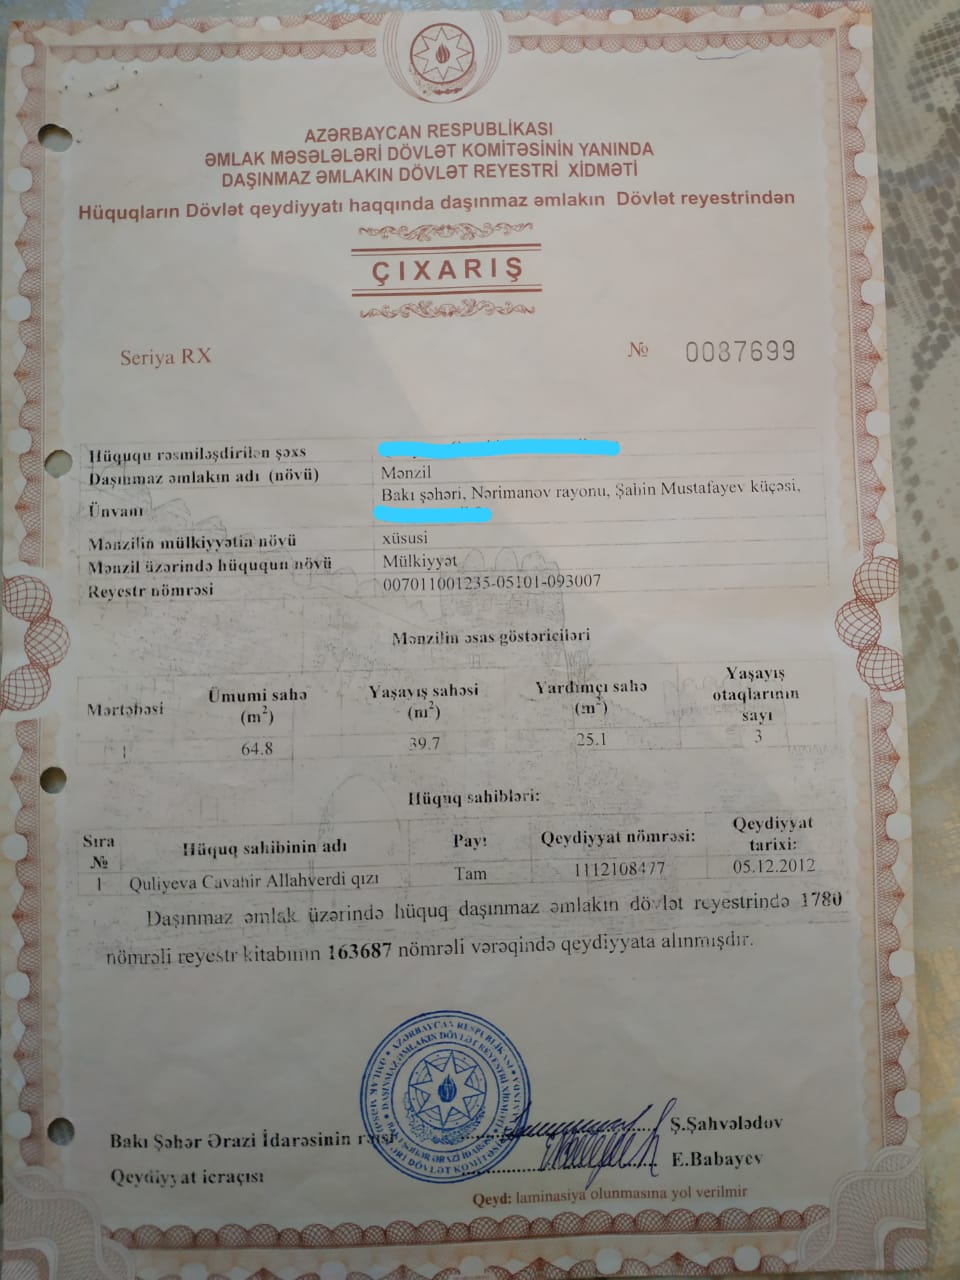 AZƏRBAYCAN RESPUBLİKASI
ƏMLAK MƏSƏLƏLƏRİ DÖVLƏT KOMİTƏSİNİN YANINDA
DAŞINMAZ ƏMLAKIN DÖVLƏT REYESTRİ XİDMƏTİ
Hüquqların Dövlət qeydiyyatı haqqında daşınmaz əmlakın Dövlət reyestrindən
ÇIXARIŞ
Seriya RX № 0087699
Hüququ rəsmiləşdirilən şəxs
Daşınmaz əmlakın adı (növü) Mənzil
Ünvanı Bakı şəhəri, Nərimanov rayonu, Şahin Mustafayev küçəsi,
Mənzilin mülkiyyətin növü xüsusi
Mənzil üzərində hüququn növü Mülkiyyət
Reyestr nömrəsi 007011001235-05101-093007
Mənzilin əsas göstəriciləri
Mərtəbəsi Ümumi sahə (m²) Yaşayış sahəsi (m²) Yardımçı sahə (m²) Yaşayış otaqlarının sayı
1 64.8 39.7 25.1 3
Hüquq sahibləri:
Sıra № Hüquq sahibinin adı Payı Qeydiyyat nömrəsi: Qeydiyyat tarixi:
1 Quliyeva Cavahir Allahverdi qızı Tam 1112108477 05.12.2012
Daşınmaz əmlak üzərində hüquq daşınmaz əmlakın dövlət reyestrində 1780
nömrəli reyestr kitabının 163687 nömrəli vərəqində qeydiyyata alınmışdır.
Bakı Şəhər Ərazi İdarəsinin rəisi Ş.Şahvələdov
Qeydiyyat icraçısı E.Babayev
Qeyd: laminasiya olunmasına yol verilmir